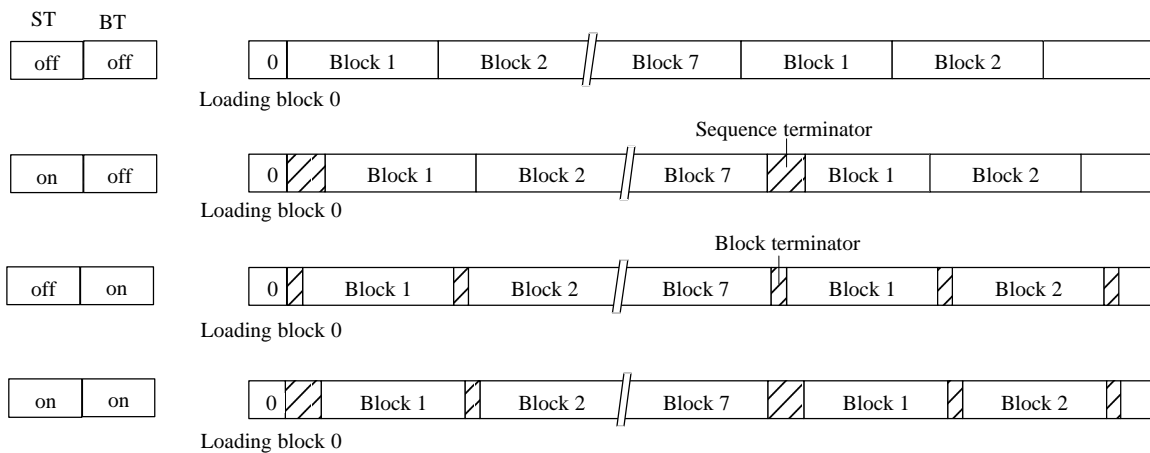 ST BT
off off 0 Block 1 Block 2 Block 7 Block 1 Block 2
Loading block 0
Sequence terminator
on off 0 Block 1 Block 2 Block 7 Block 1 Block 2
Loading block 0
Block terminator
off on 0 Block 1 Block 2 Block 7 Block 1 Block 2
Loading block 0
on on 0 Block 1 Block 2 Block 7 Block 1 Block 2
Loading block 0